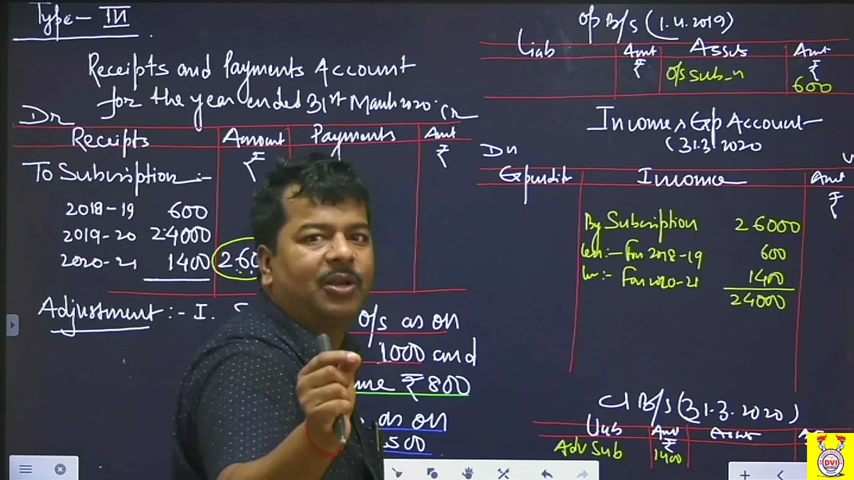 Type - III
Receipts and Payments Account
for the year ended 31st March 2020.
Dr Cr
Receipts Amount ₹ Payments Amt ₹
To Subscription :-
2018-19 600
2019-20 24000
2020-21 1400 260
Adjustment :- I. S
o/s as on
1000 and
me ₹800
as on
500
Op B/s (1.4.2019)
Liab Amt ₹ Assets Amt ₹
o/s Sub_n 600
Income & Exp Account
(31.3.2020
Dr
Expendit Income Amt ₹
By Subscription 26000
Less :- For 2018-19 600
:- For 2020-21 1400
24000
Cl B/s (31.3.2020)
Liab Amt ₹ Assets
Adv Sub 1400
DVI